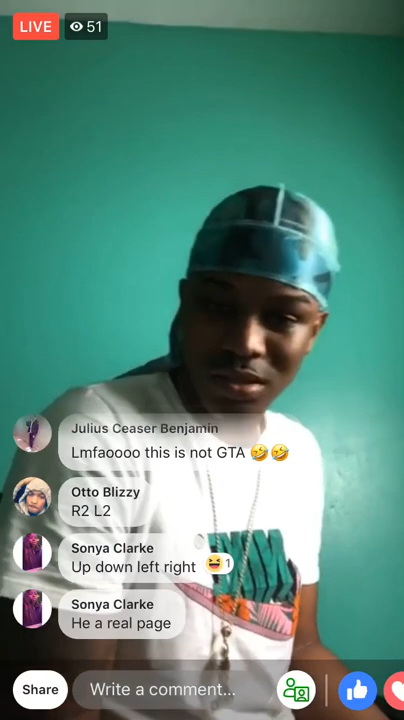 LIVE 51
Julius Ceaser Benjamin
Lmfaoooo this is not GTA 🤣🤣
Otto Blizzy
R2 L2
Sonya Clarke
Up down left right 😆 1
Sonya Clarke
He a real page
Share
Write a comment...